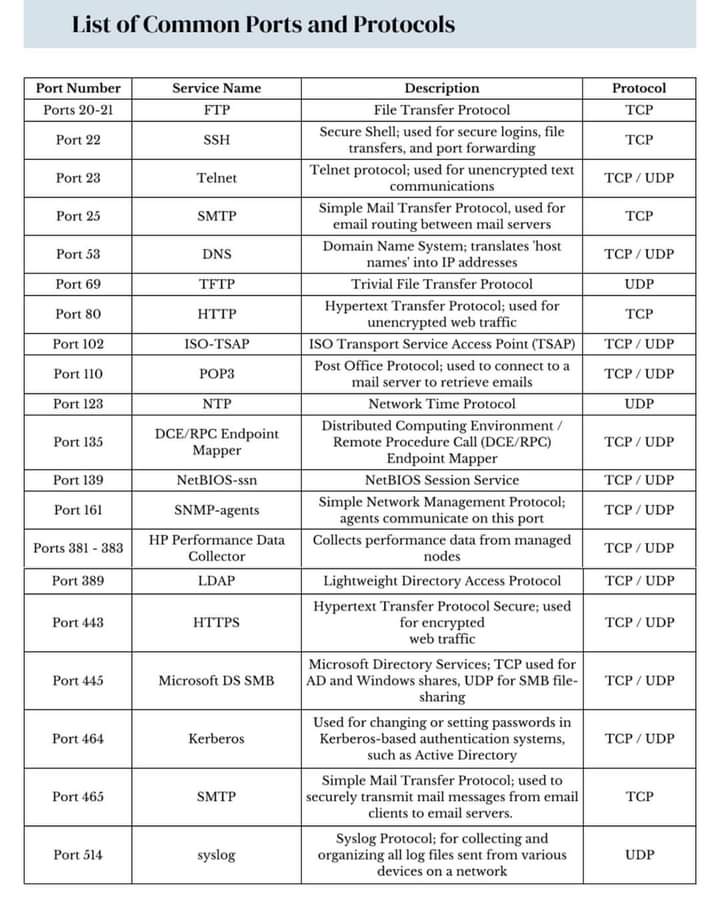 List of Common Ports and Protocols
Port Number Service Name Description Protocol
Ports 20-21 FTP File Transfer Protocol TCP
Port 22 SSH Secure Shell; used for secure logins, file
transfers, and port forwarding TCP
Port 23 Telnet Telnet protocol; used for unencrypted text
communications TCP / UDP
Port 25 SMTP Simple Mail Transfer Protocol, used for
email routing between mail servers TCP
Port 53 DNS Domain Name System; translates 'host
names' into IP addresses TCP / UDP
Port 69 TFTP Trivial File Transfer Protocol UDP
Port 80 HTTP Hypertext Transfer Protocol; used for
unencrypted web traffic TCP
Port 102 ISO-TSAP ISO Transport Service Access Point (TSAP) TCP / UDP
Port 110 POP3 Post Office Protocol; used to connect to a
mail server to retrieve emails TCP / UDP
Port 123 NTP Network Time Protocol UDP
Port 135 DCE/RPC Endpoint
Mapper Distributed Computing Environment /
Remote Procedure Call (DCE/RPC)
Endpoint Mapper TCP / UDP
Port 139 NetBIOS-ssn NetBIOS Session Service TCP / UDP
Port 161 SNMP-agents Simple Network Management Protocol;
agents communicate on this port TCP / UDP
Ports 381 - 383 HP Performance Data
Collector Collects performance data from managed
nodes TCP / UDP
Port 389 LDAP Lightweight Directory Access Protocol TCP / UDP
Port 443 HTTPS Hypertext Transfer Protocol Secure; used
for encrypted
web traffic TCP / UDP
Port 445 Microsoft DS SMB Microsoft Directory Services; TCP used for
AD and Windows shares, UDP for SMB file-
sharing TCP / UDP
Port 464 Kerberos Used for changing or setting passwords in
Kerberos-based authentication systems,
such as Active Directory TCP / UDP
Port 465 SMTP Simple Mail Transfer Protocol; used to
securely transmit mail messages from email
clients to email servers. TCP
Port 514 syslog Syslog Protocol; for collecting and
organizing all log files sent from various
devices on a network UDP